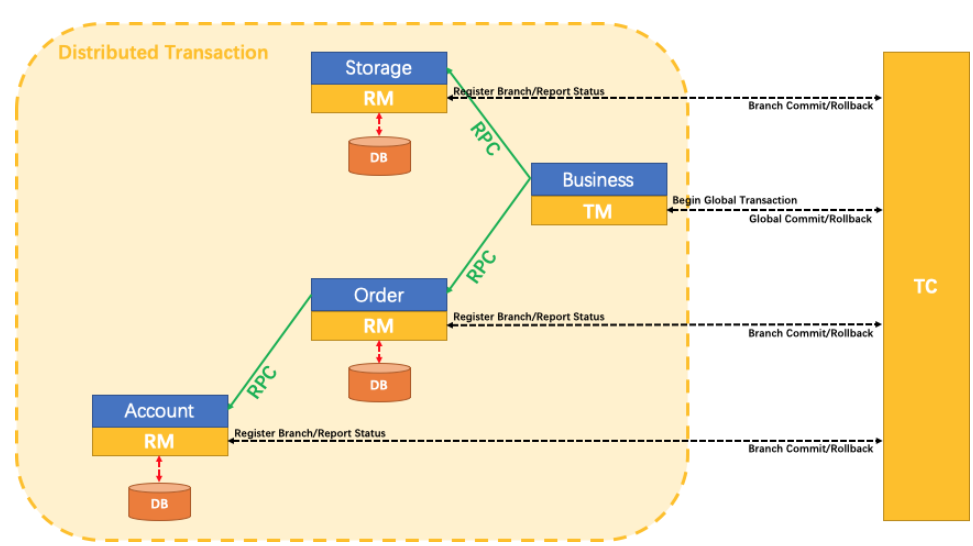 Distributed Transaction
Storage
RM
Register Branch/Report Status
Branch Commit/Rollback
DB
RPC
Business
TM
Begin Global Transaction
Global Commit/Rollback
TC
RPC
Order
RM
Register Branch/Report Status
Branch Commit/Rollback
DB
RPC
Account
RM
Register Branch/Report Status
Branch Commit/Rollback
DB